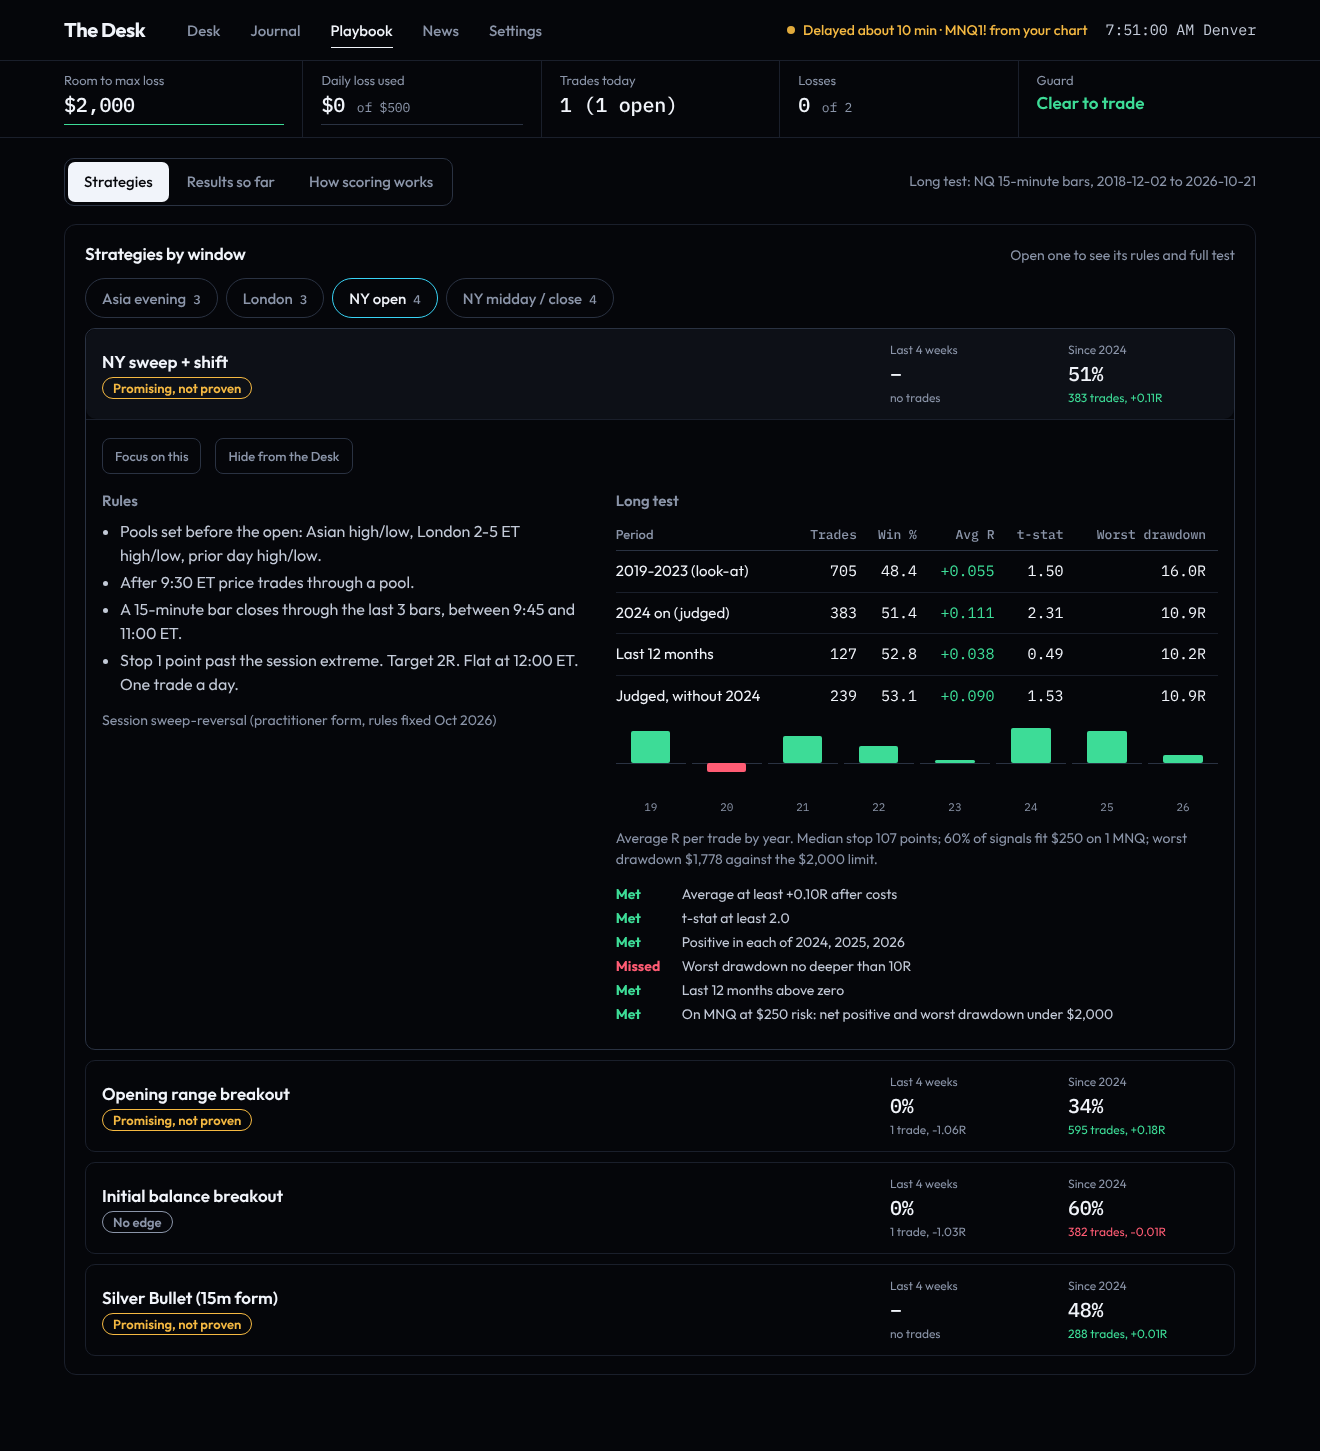 The Desk
Desk
Journal
Playbook
News
Settings
Delayed about 10 min · MNQ1! from your chart
7:51:00 AM Denver
Room to max loss
$2,000
Daily loss used
$0 of $500
Trades today
1 (1 open)
Losses
0 of 2
Guard
Clear to trade
Strategies
Results so far
How scoring works
Long test: NQ 15-minute bars, 2018-12-02 to 2026-10-21
Strategies by window
Open one to see its rules and full test
Asia evening 3
London 3
NY open 4
NY midday / close 4
NY sweep + shift
Promising, not proven
Last 4 weeks
–
no trades
Since 2024
51%
383 trades, +0.11R
Focus on this
Hide from the Desk
Rules
• Pools set before the open: Asian high/low, London 2-5 ET
high/low, prior day high/low.
• After 9:30 ET price trades through a pool.
• A 15-minute bar closes through the last 3 bars, between 9:45 and
11:00 ET.
• Stop 1 point past the session extreme. Target 2R. Flat at 12:00 ET.
One trade a day.
Session sweep-reversal (practitioner form, rules fixed Oct 2026)
Long test
Period Trades Win % Avg R t-stat Worst drawdown
2019-2023 (look-at) 705 48.4 +0.055 1.50 16.0R
2024 on (judged) 383 51.4 +0.111 2.31 10.9R
Last 12 months 127 52.8 +0.038 0.49 10.2R
Judged, without 2024 239 53.1 +0.090 1.53 10.9R
19 20 21 22 23 24 25 26
Average R per trade by year. Median stop 107 points; 60% of signals fit $250 on 1 MNQ; worst
drawdown $1,778 against the $2,000 limit.
Met Average at least +0.10R after costs
Met t-stat at least 2.0
Met Positive in each of 2024, 2025, 2026
Missed Worst drawdown no deeper than 10R
Met Last 12 months above zero
Met On MNQ at $250 risk: net positive and worst drawdown under $2,000
Opening range breakout
Promising, not proven
Last 4 weeks
0%
1 trade, -1.06R
Since 2024
34%
595 trades, +0.18R
Initial balance breakout
No edge
Last 4 weeks
0%
1 trade, -1.03R
Since 2024
60%
382 trades, -0.01R
Silver Bullet (15m form)
Promising, not proven
Last 4 weeks
–
no trades
Since 2024
48%
288 trades, +0.01R